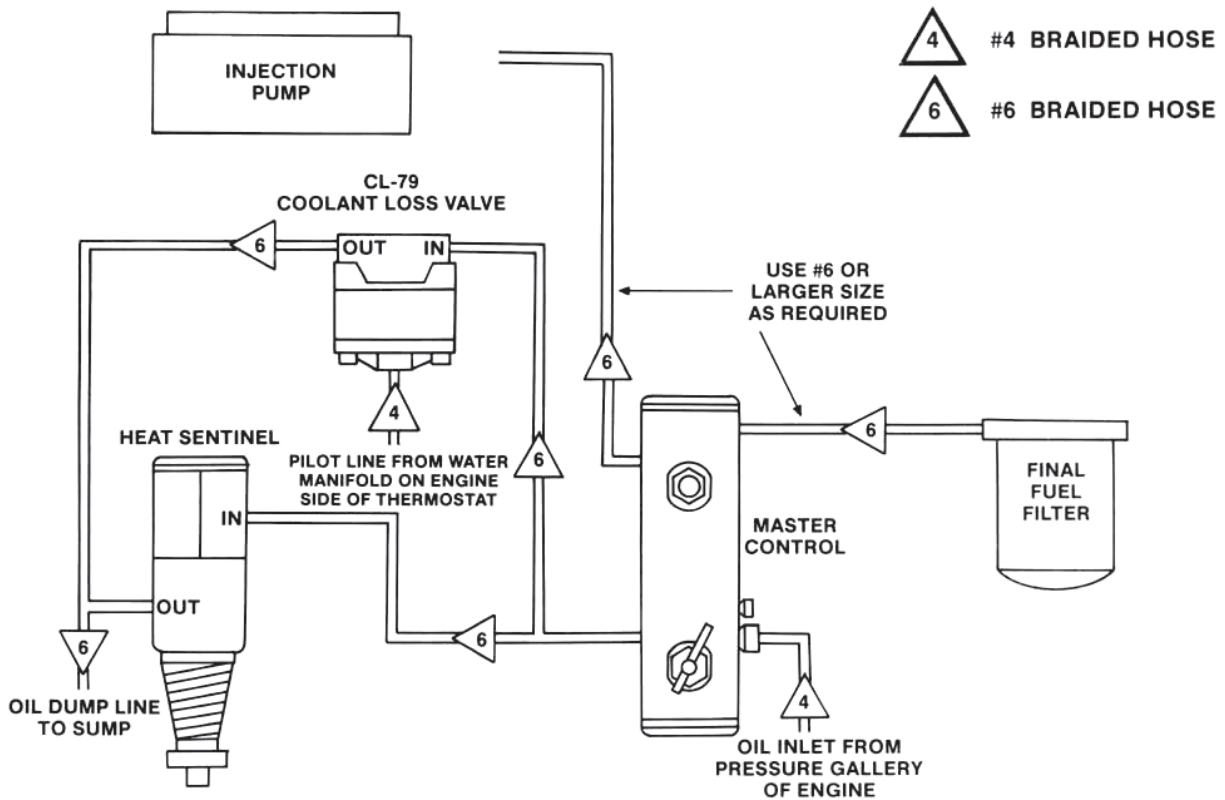 INJECTION
PUMP
4
#4 BRAIDED HOSE
6
#6 BRAIDED HOSE
CL-79
COOLANT LOSS VALVE
6
OUT
IN
USE #6 OR
LARGER SIZE
AS REQUIRED
6
4
6
6
HEAT SENTINEL
PILOT LINE FROM WATER
MANIFOLD ON ENGINE
SIDE OF THERMOSTAT
FINAL
FUEL
FILTER
IN
MASTER
CONTROL
OUT
6
6
OIL DUMP LINE
TO SUMP
4
OIL INLET FROM
PRESSURE GALLERY
OF ENGINE